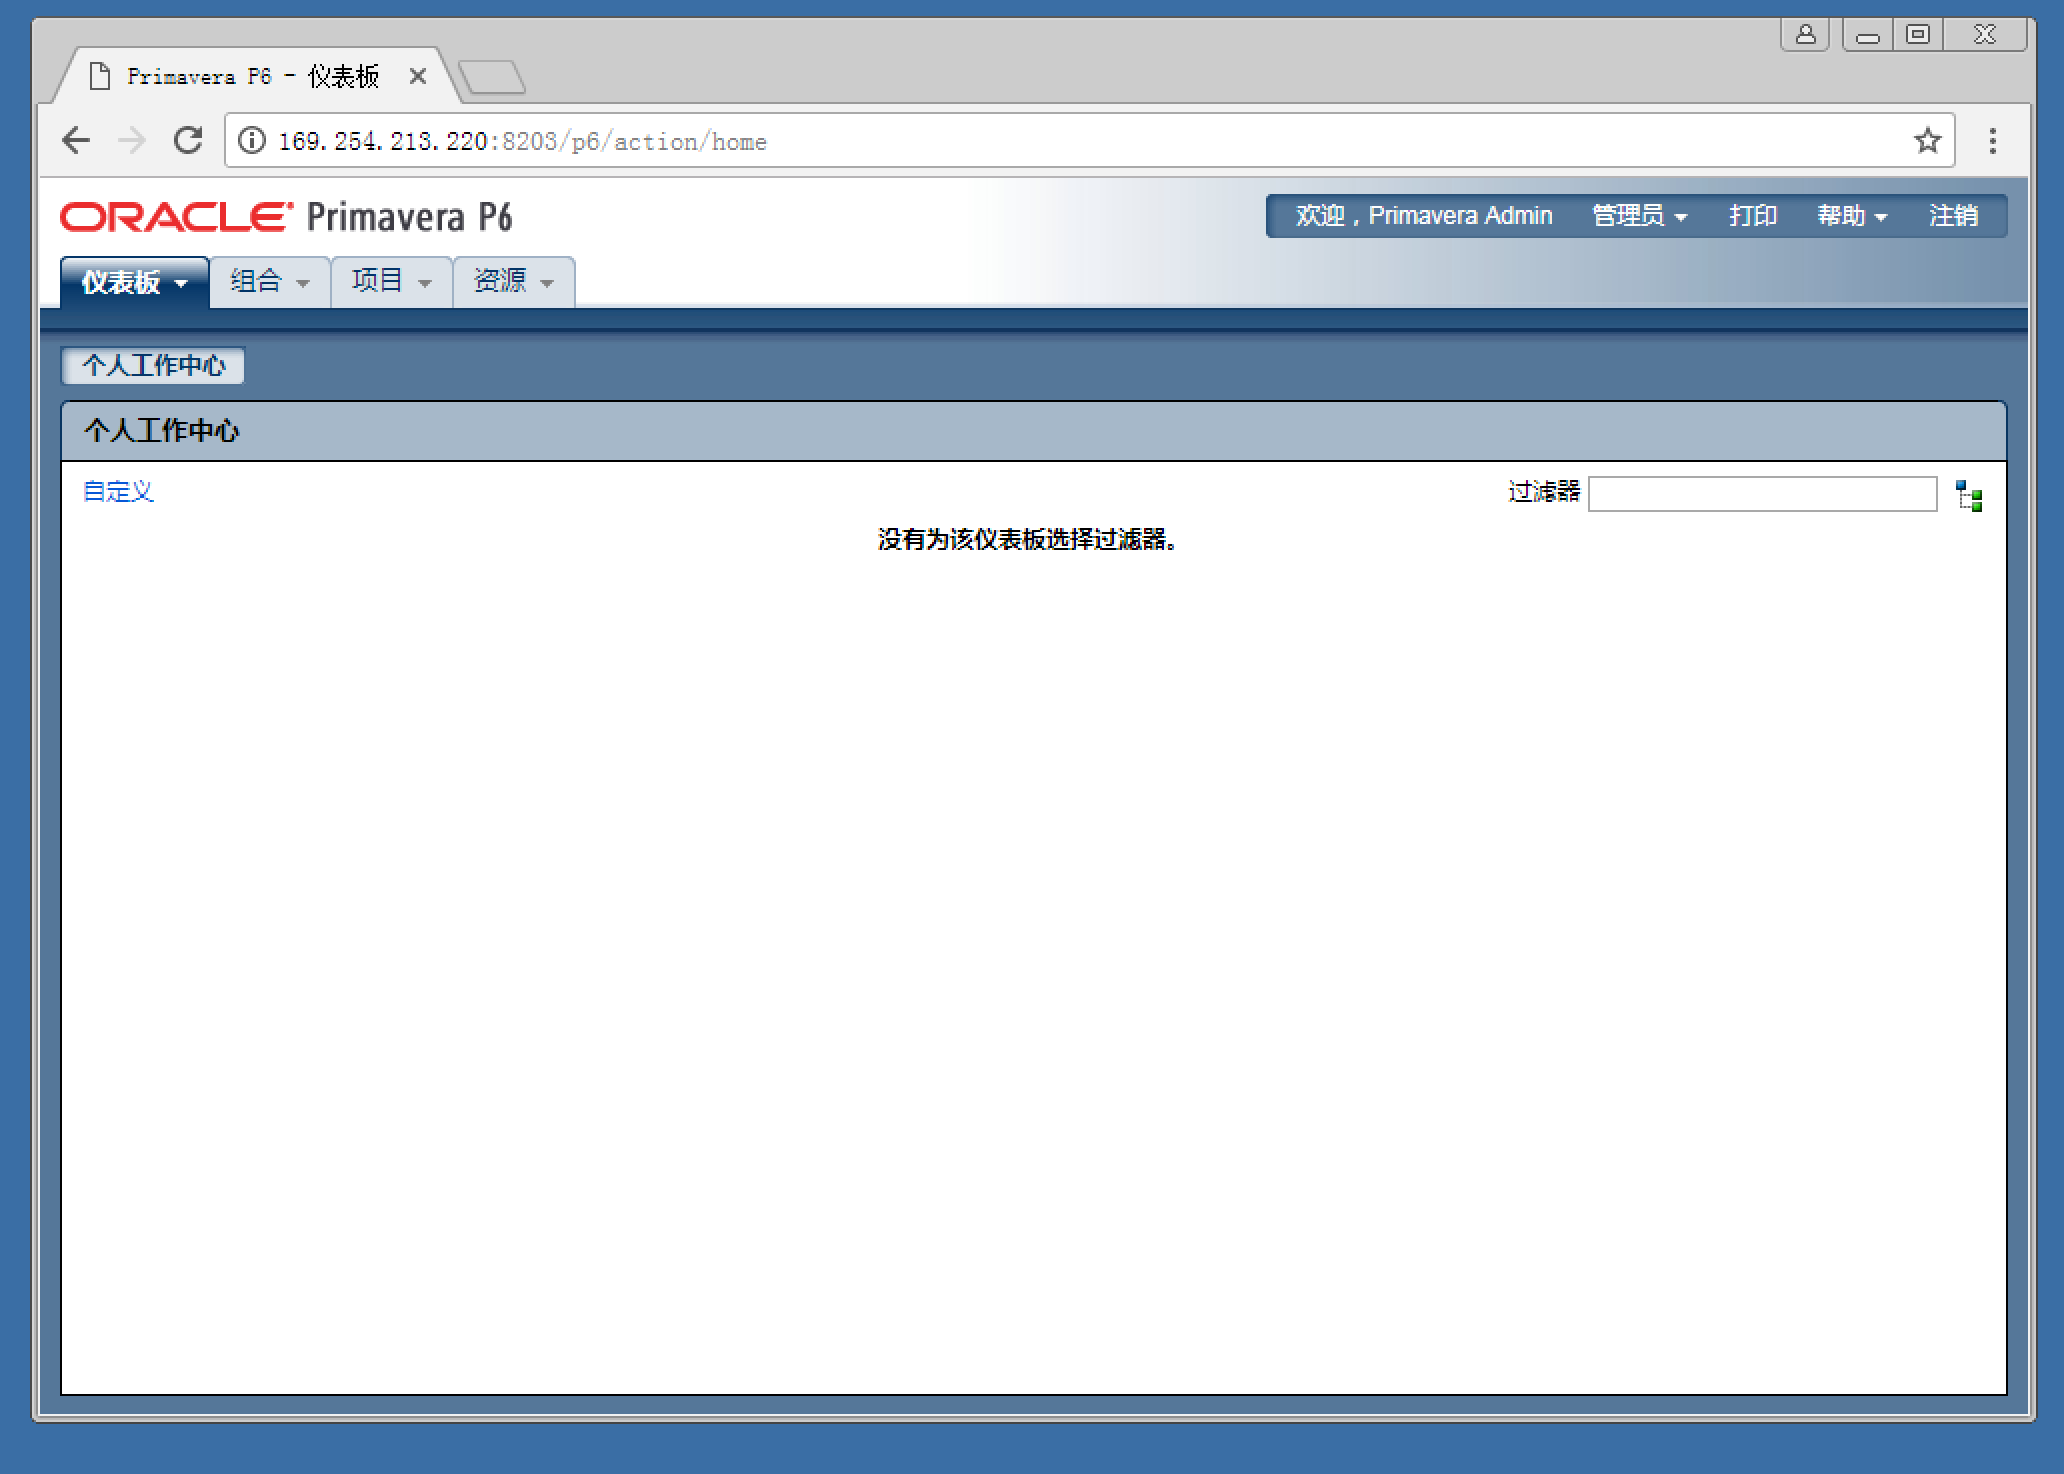 Primavera P6 - 仪表板
169.254.213.220:8203/p6/action/home
ORACLE Primavera P6
欢迎，Primavera Admin 管理员 打印 帮助 注销
仪表板 组合 项目 资源
个人工作中心
个人工作中心
自定义 过滤器
没有为该仪表板选择过滤器。